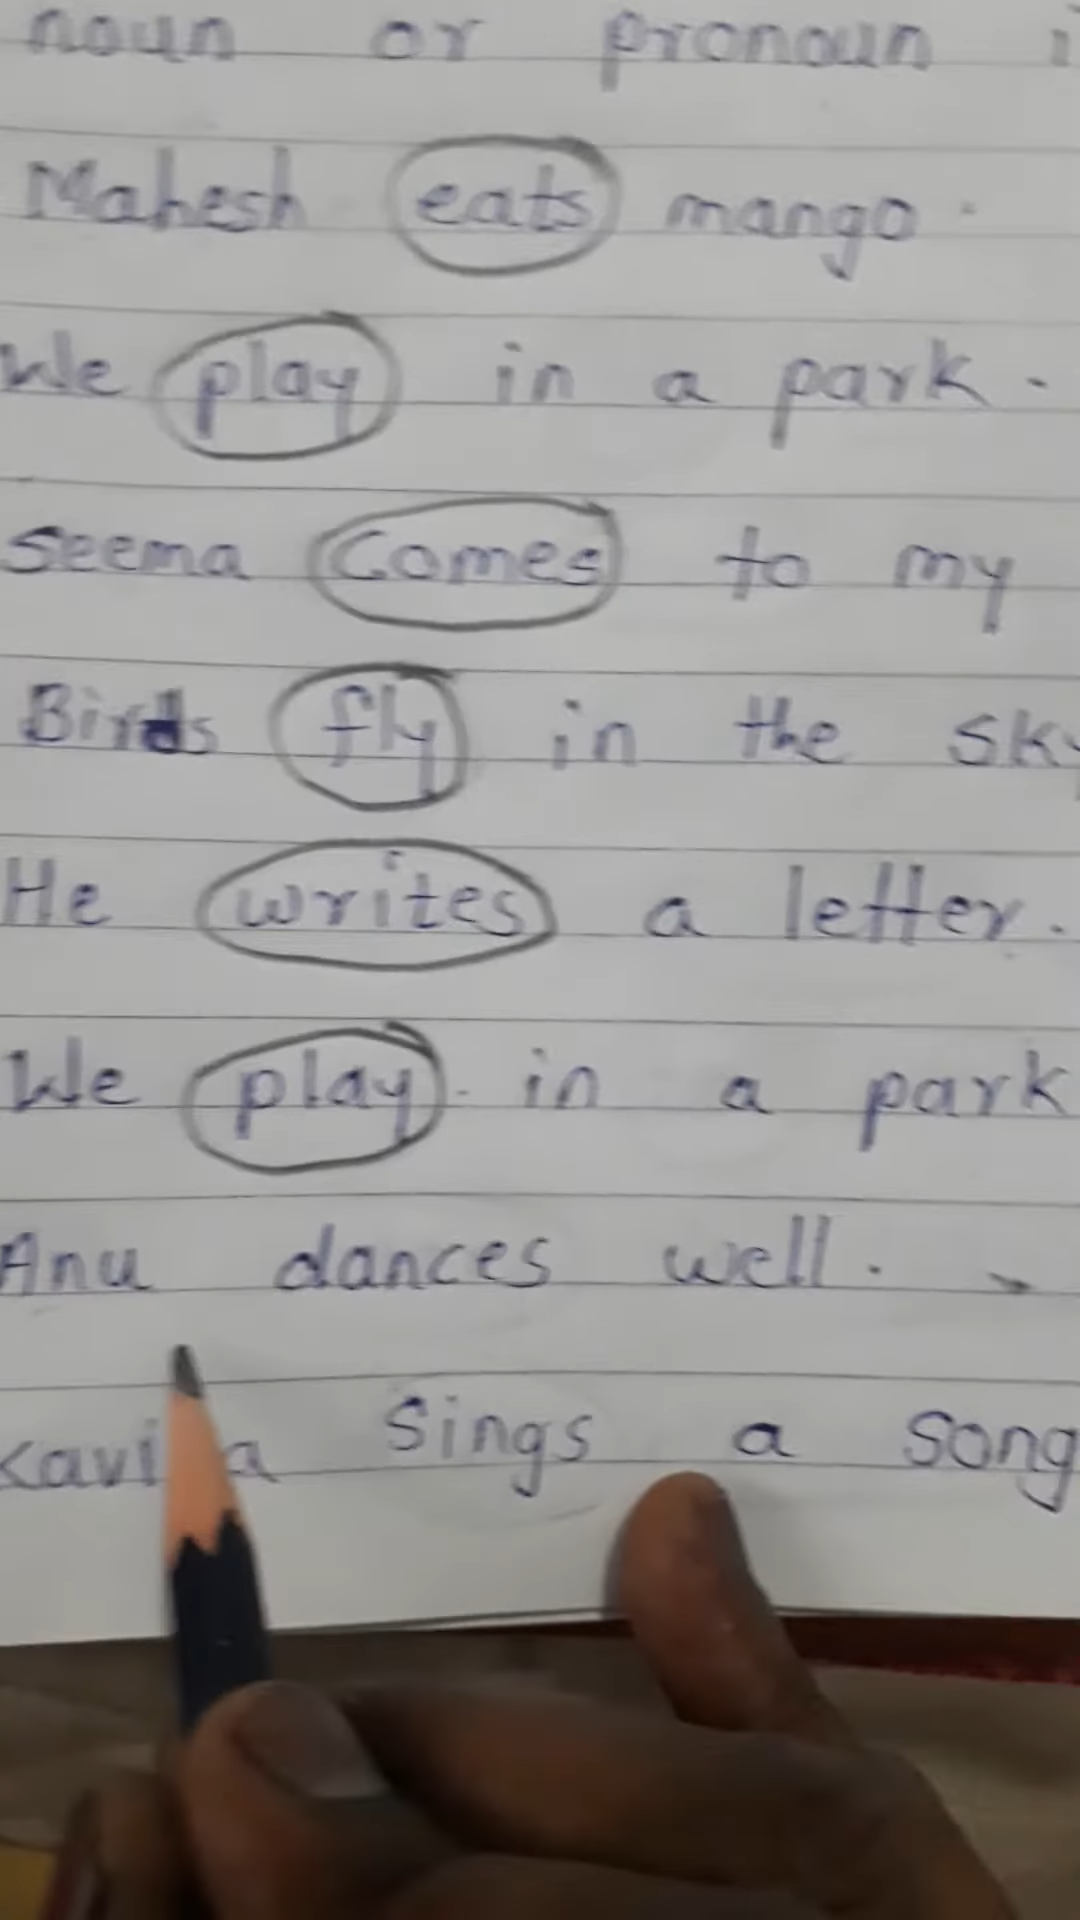 noun or pronoun
Mahesh eats mango.
We play in a park.
Seema Comes to my
Birds fly in the sky
He writes a letter.
We play in a park
Anu dances well.
Sings a Song